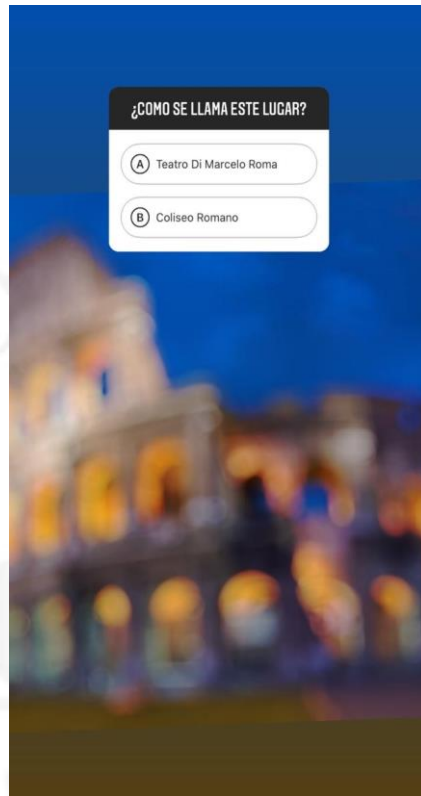 ¿COMO SE LLAMA ESTE LUGAR?
A Teatro Di Marcelo Roma
B Coliseo Romano